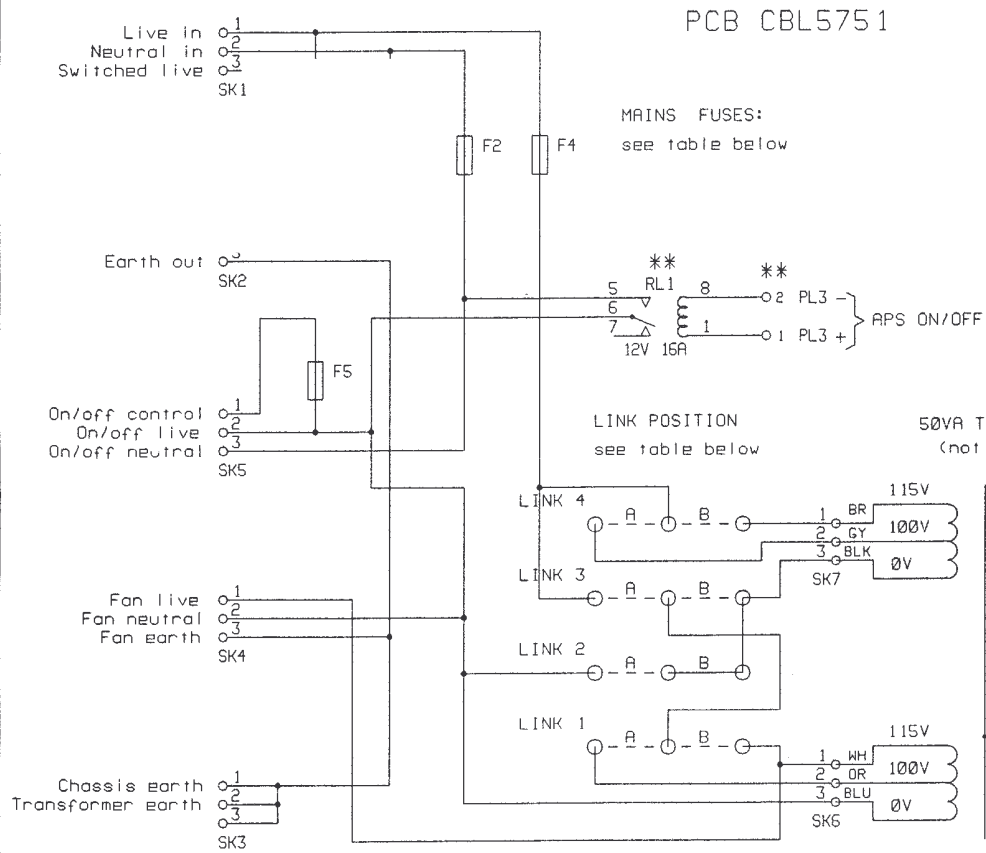 PCB CBL5751
Live in 1
Neutral in 2
Switched live 3
SK1
MAINS FUSES:
see table below
F2
F4
Earth out 3
SK2
**
RL1
**
5
6
7
8
1
12V 16A
2 PL3 -
1 PL3 +
APS ON/OFF
F5
On/off control 1
On/off live 2
On/off neutral 3
SK5
LINK POSITION
see table below
50VA T
(not
LINK 4
A B
1 BR
2 GY
3 BLK
SK7
115V
100V
0V
LINK 3
A B
Fan live 1
Fan neutral 2
Fan earth 3
SK4
LINK 2
A B
LINK 1
A B
1 WH
2 OR
3 BLU
SK6
115V
100V
0V
Chassis earth 1
Transformer earth 2
3
SK3